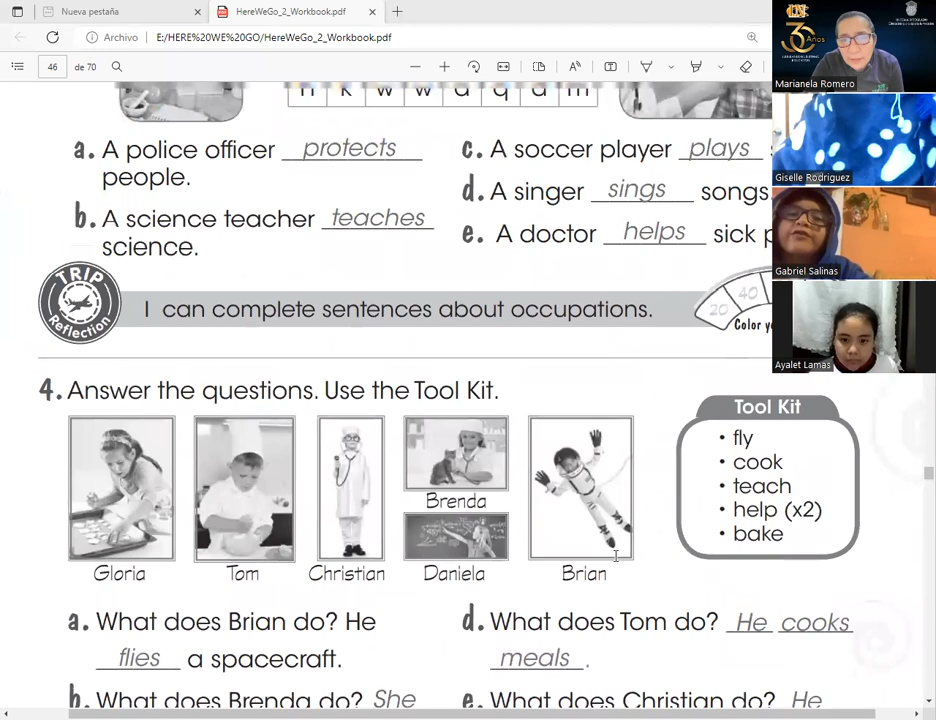 Nueva pestaña
HereWeGo_2_Workbook.pdf
Archivo
E:/HERE%20WE%20GO/HereWeGo_2_Workbook.pdf
46 de 70
a. A police officer protects people.
b. A science teacher teaches science.
c. A soccer player plays
d. A singer sings songs
e. A doctor helps sick
TRIP
Reflection
I can complete sentences about occupations.
20 40
Color
4. Answer the questions. Use the Tool Kit.
Gloria
Tom
Christian
Brenda
Daniela
Brian
Tool Kit
• fly
• cook
• teach
• help (x2)
• bake
a. What does Brian do? He
flies a spacecraft.
b. What does Brenda do? She
d. What does Tom do? He cooks
meals .
e. What does Christian do? He
30 Años
Marianela Romero
Giselle Rodriguez
Gabriel Salinas
Ayalet Lamas